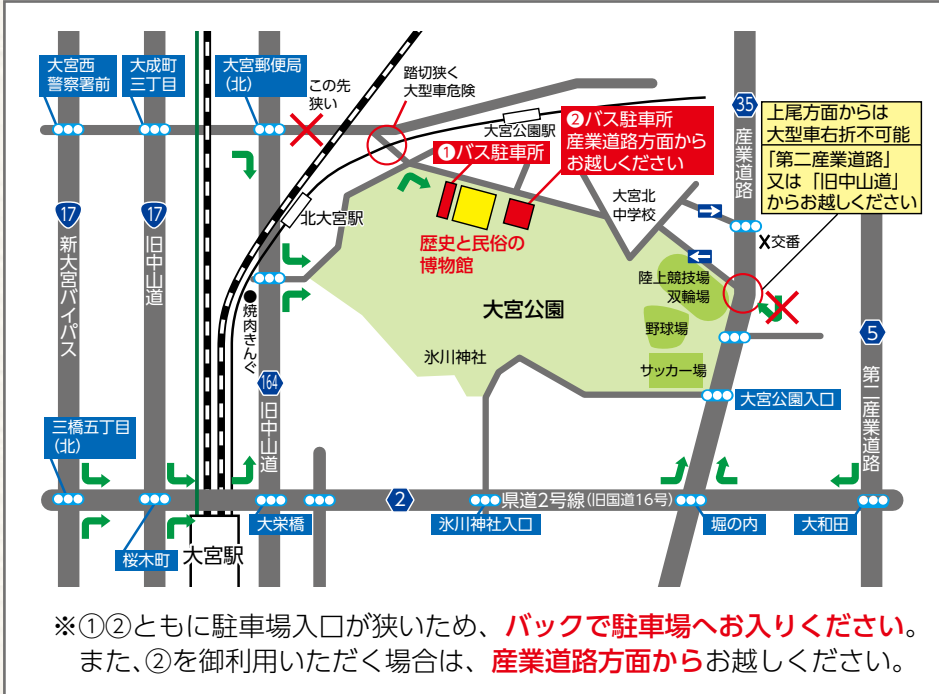 大宮西
警察署前
大成町
三丁目
大宮郵便局
(北)
この先
狭い
踏切狭く
大型車危険
大宮公園駅
❶バス駐車所
❷バス駐車所
産業道路方面から
お越しください
35
産業道路
上尾方面からは
大型車右折不可能
「第二産業道路」
又は「旧中山道」
からお越しください
17
新大宮バイパス
17
旧中山道
北大宮駅
歴史と民俗の
博物館
大宮北
中学校
X交番
焼肉きんぐ
大宮公園
陸上競技場
双輪場
野球場
サッカー場
氷川神社
164
旧中山道
5
第二産業道路
大宮公園入口
三橋五丁目
(北)
2
県道2号線(旧国道16号)
桜木町
大宮駅
大栄橋
氷川神社入口
堀の内
大和田
※①②ともに駐車場入口が狭いため、バックで駐車場へお入りください。
また、②を御利用いただく場合は、産業道路方面からお越しください。